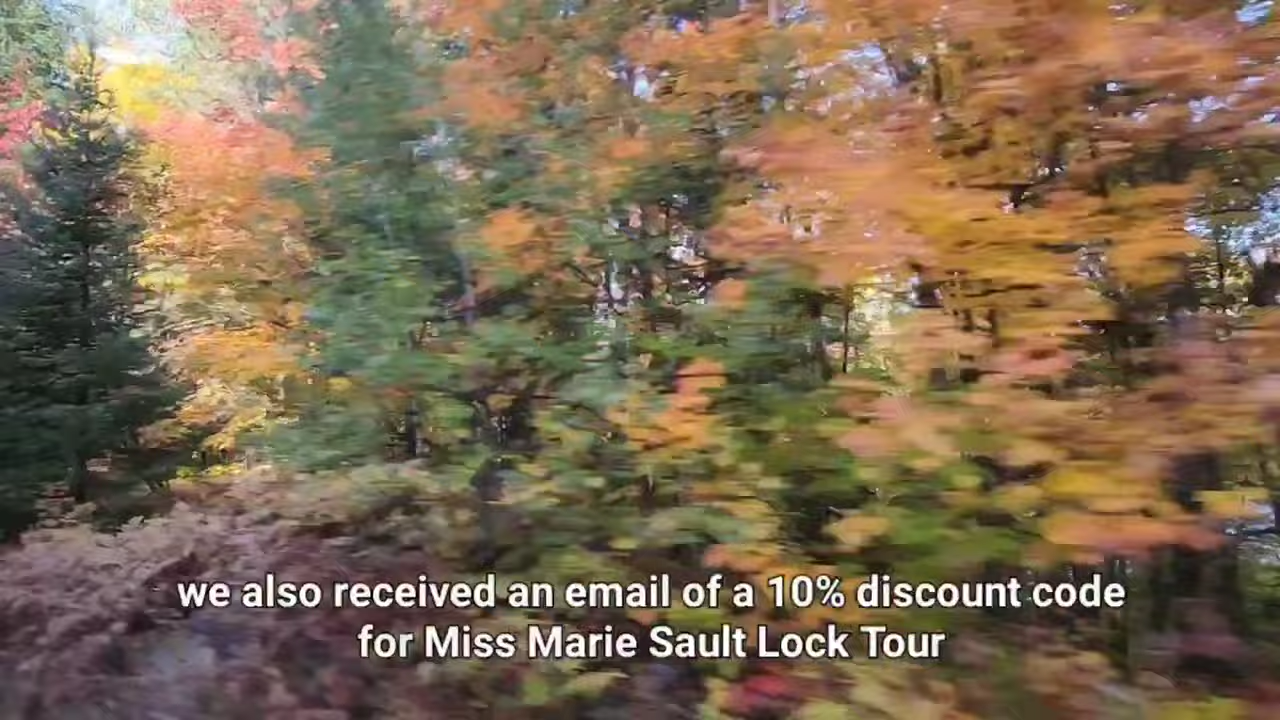 we also received an email of a 10% discount code
for Miss Marie Sault Lock Tour